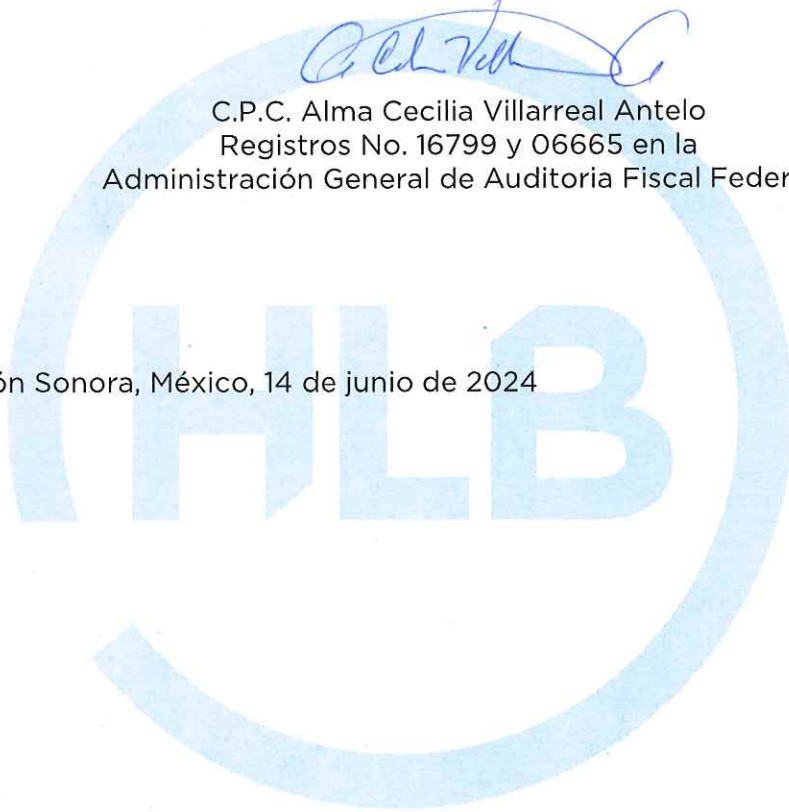 C.P.C. Alma Cecilia Villarreal Antelo
Registros No. 16799 y 06665 en la
Administración General de Auditoria Fiscal Feder
ón Sonora, México, 14 de junio de 2024
HLB